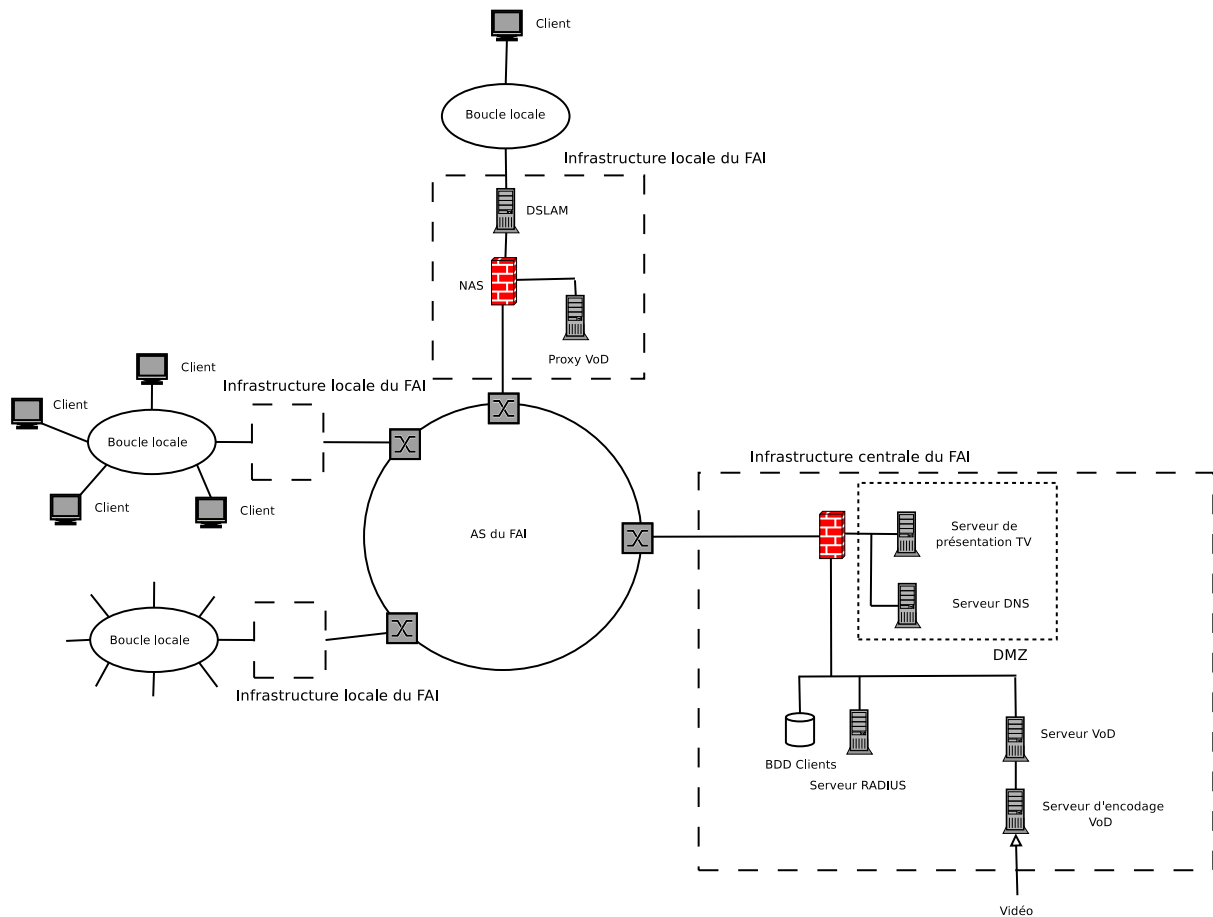 Client
Boucle locale
Infrastructure locale du FAI
DSLAM
NAS
Proxy VoD
Client
Infrastructure locale du FAI
Client
Boucle locale
Client
Client
Infrastructure centrale du FAI
AS du FAI
Serveur de
présentation TV
Serveur DNS
DMZ
Boucle locale
Infrastructure locale du FAI
BDD Clients
Serveur RADIUS
Serveur VoD
Serveur d'encodage
VoD
Vidéo